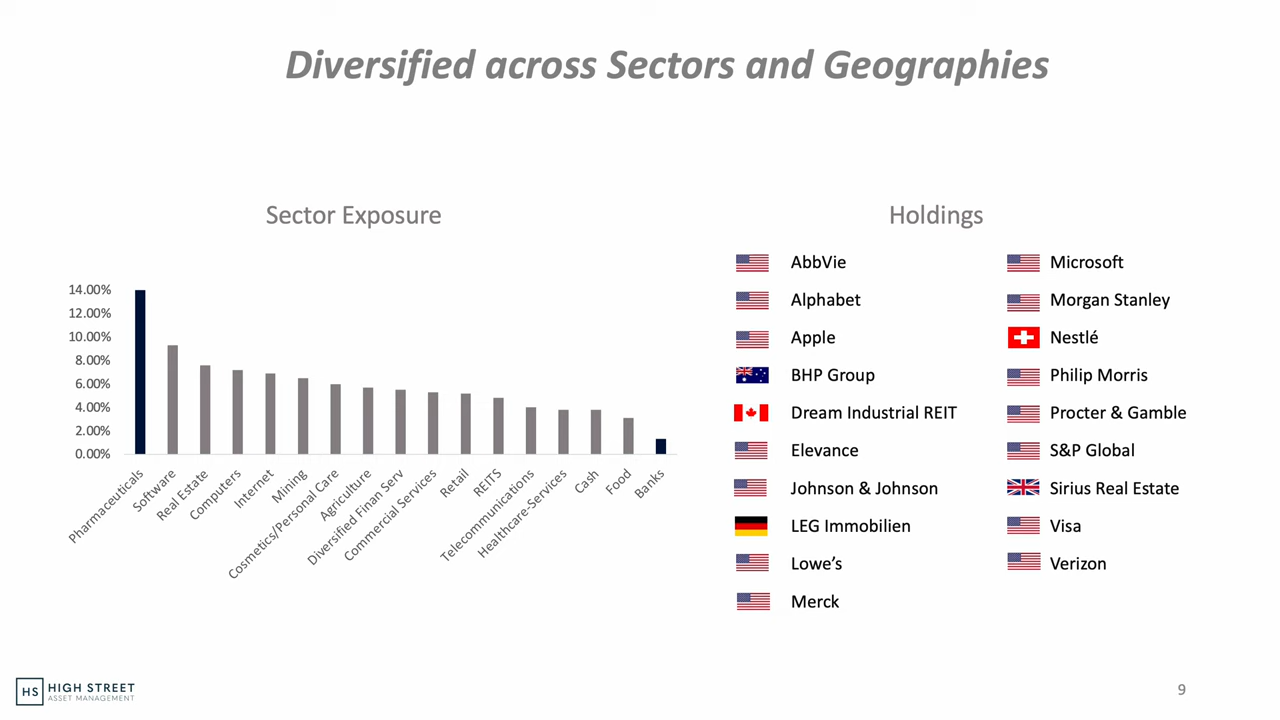 Diversified across Sectors and Geographies
Sector Exposure
14.00%
12.00%
10.00%
8.00%
6.00%
4.00%
2.00%
0.00%
Pharmaceuticals
Software
Real Estate
Computers
Internet
Mining
Cosmetics/Personal Care
Agriculture
Diversified Finan Serv
Commercial Services
Retail
REITS
Telecommunications
Healthcare-Services
Cash
Food
Banks
Holdings
AbbVie
Alphabet
Apple
BHP Group
Dream Industrial REIT
Elevance
Johnson & Johnson
LEG Immobilien
Lowe’s
Merck
Microsoft
Morgan Stanley
Nestlé
Philip Morris
Procter & Gamble
S&P Global
Sirius Real Estate
Visa
Verizon
HS HIGH STREET
ASSET MANAGEMENT
9